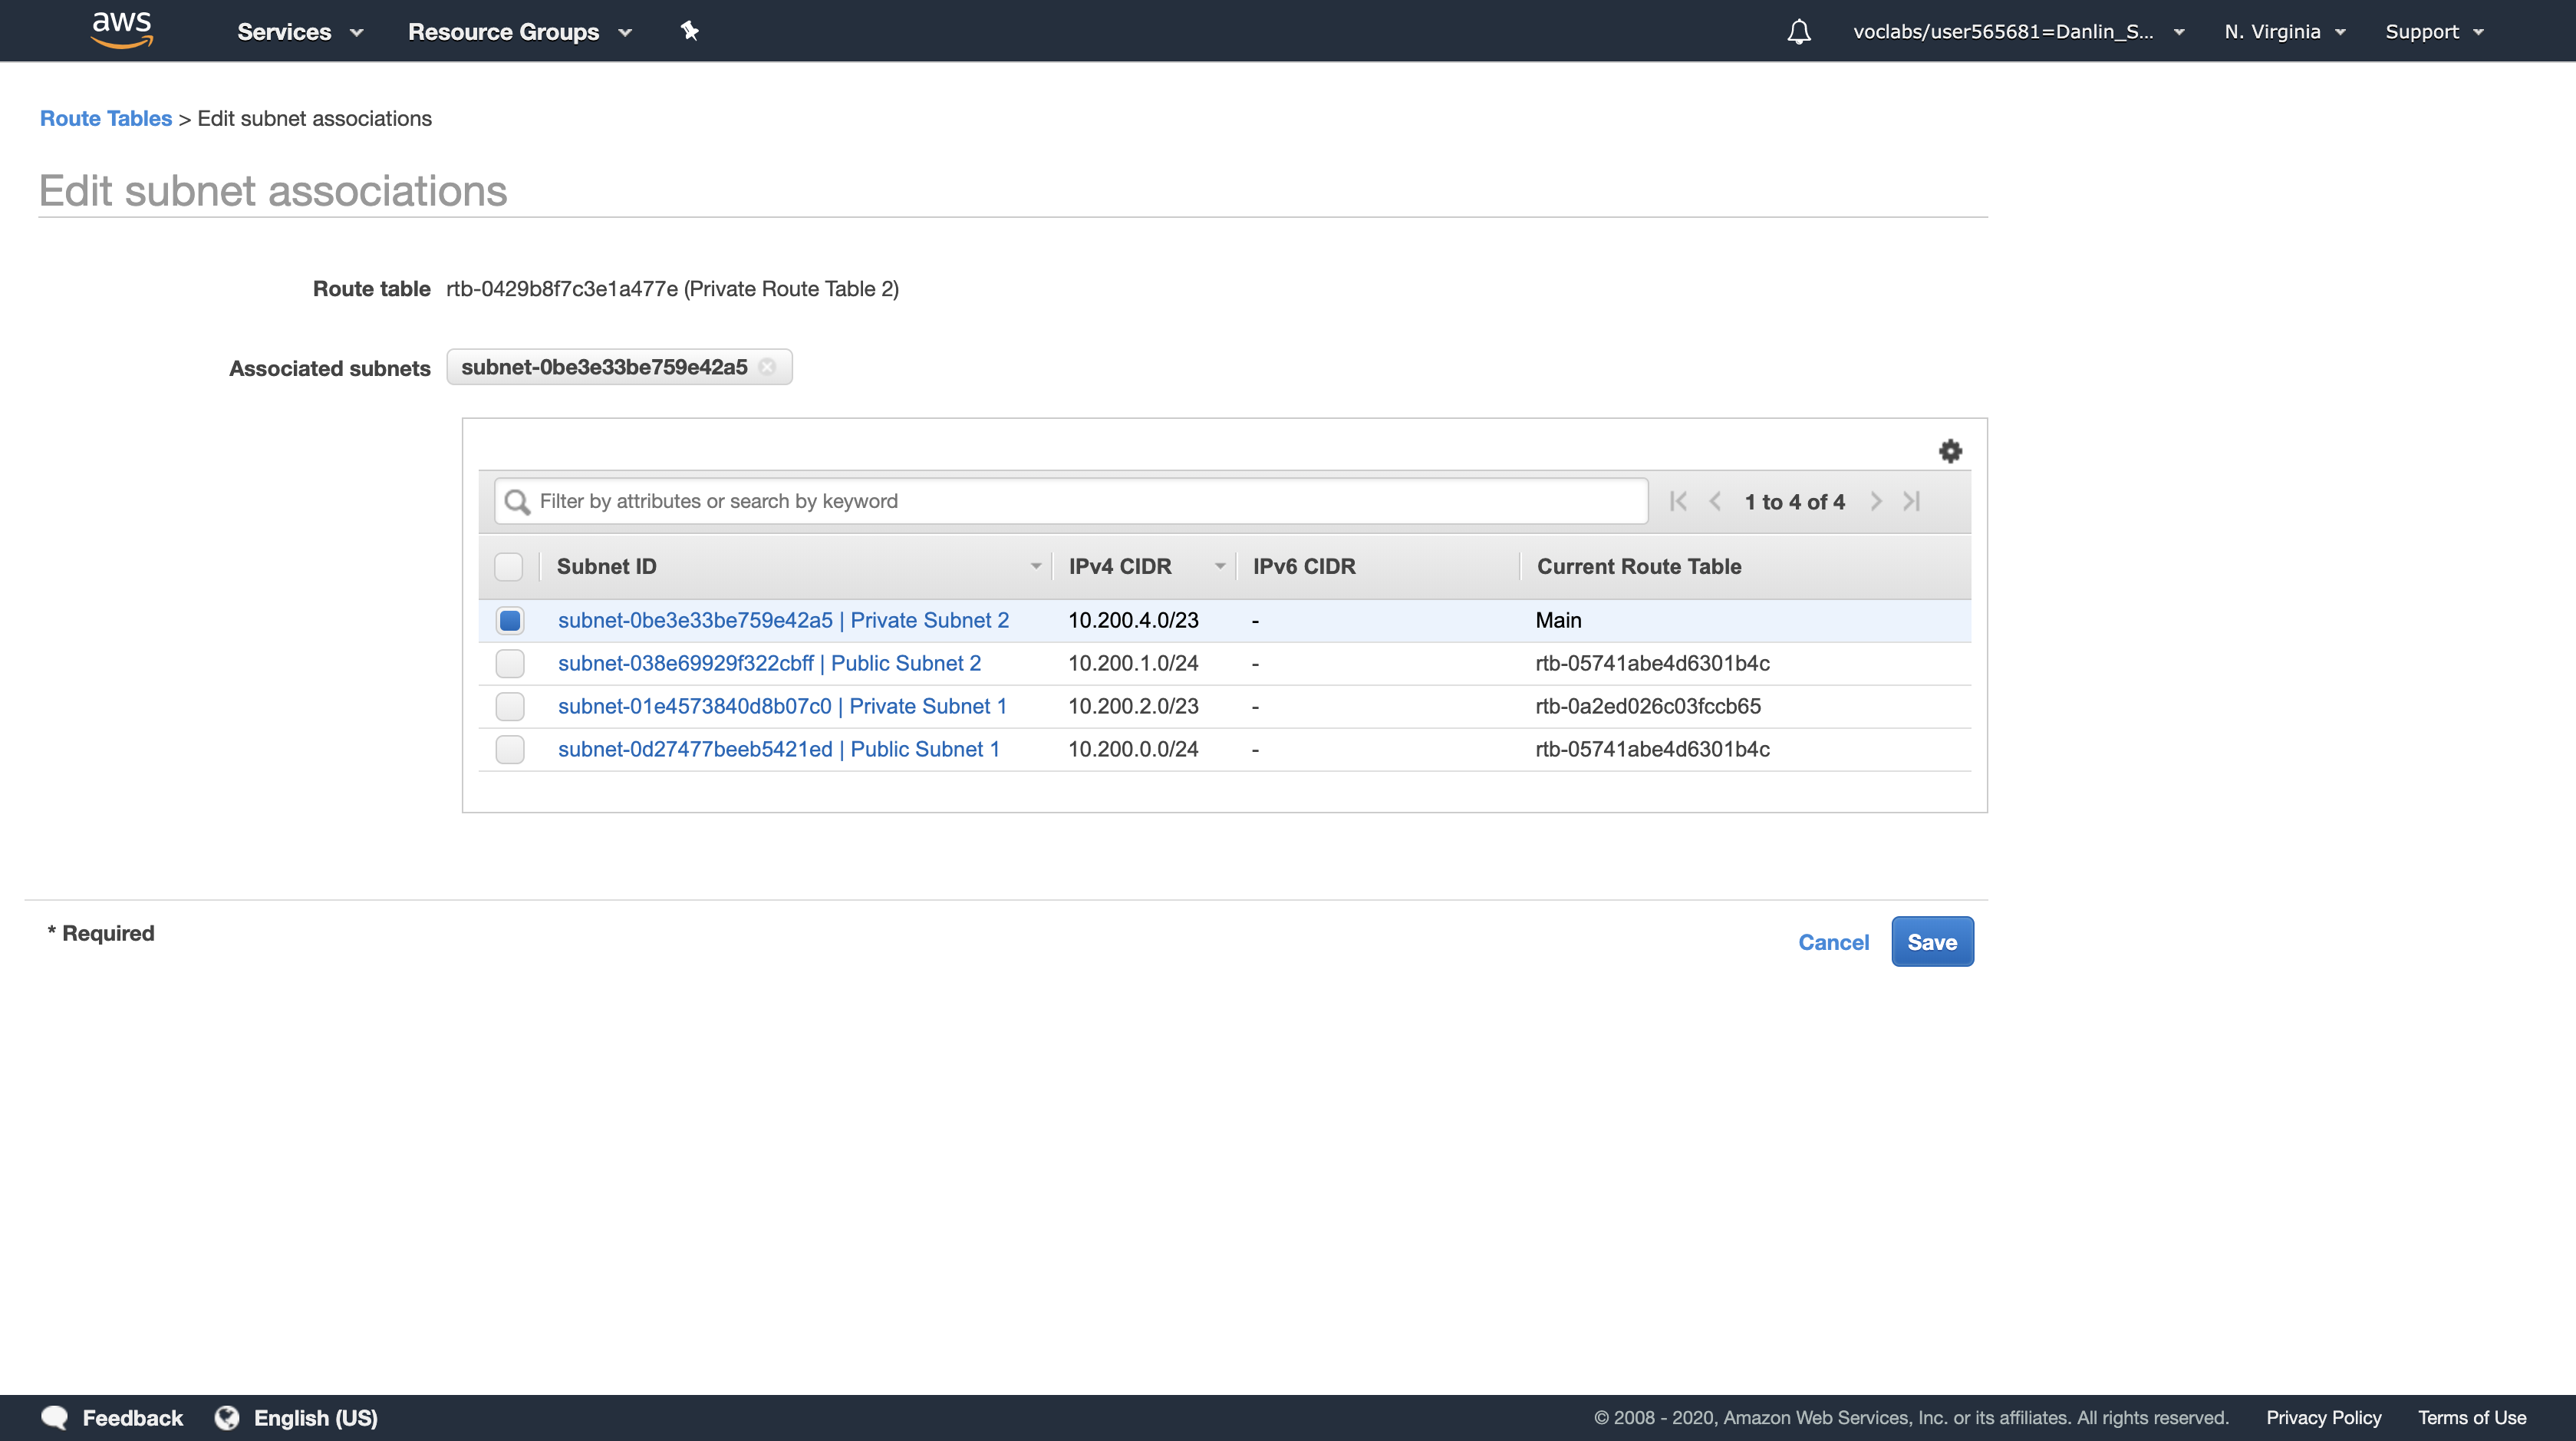 aws Services Resource Groups voclabs/user565681=Danlin_S... N. Virginia Support
Route Tables > Edit subnet associations
Edit subnet associations
Route table rtb-0429b8f7c3e1a477e (Private Route Table 2)
Associated subnets subnet-0be3e33be759e42a5
Filter by attributes or search by keyword 1 to 4 of 4
Subnet ID IPv4 CIDR IPv6 CIDR Current Route Table
subnet-0be3e33be759e42a5 | Private Subnet 2 10.200.4.0/23 - Main
subnet-038e69929f322cbff | Public Subnet 2 10.200.1.0/24 - rtb-05741abe4d6301b4c
subnet-01e4573840d8b07c0 | Private Subnet 1 10.200.2.0/23 - rtb-0a2ed026c03fccb65
subnet-0d27477beeb5421ed | Public Subnet 1 10.200.0.0/24 - rtb-05741abe4d6301b4c
* Required Cancel Save
Feedback English (US) © 2008 - 2020, Amazon Web Services, Inc. or its affiliates. All rights reserved. Privacy Policy Terms of Use